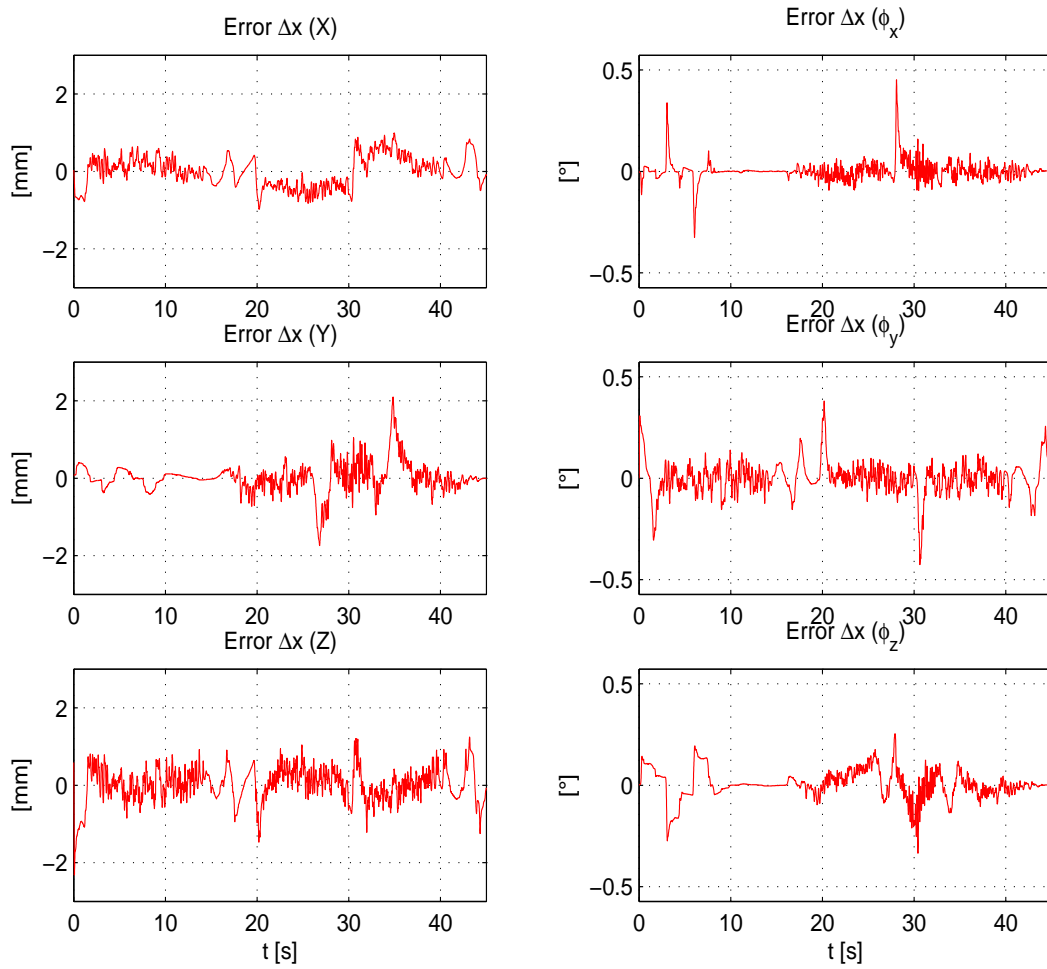 Error Δx (X)
2
0
−2
[mm]
0 10 20 30 40
Error Δx (ϕx)
0.5
0
−0.5
[°]
0 10 20 30 40
Error Δx (Y)
2
0
−2
[mm]
0 10 20 30 40
Error Δx (ϕy)
0.5
0
−0.5
[°]
0 10 20 30 40
Error Δx (Z)
2
0
−2
[mm]
0 10 20 30 40
t [s]
Error Δx (ϕz)
0.5
0
−0.5
[°]
0 10 20 30 40
t [s]